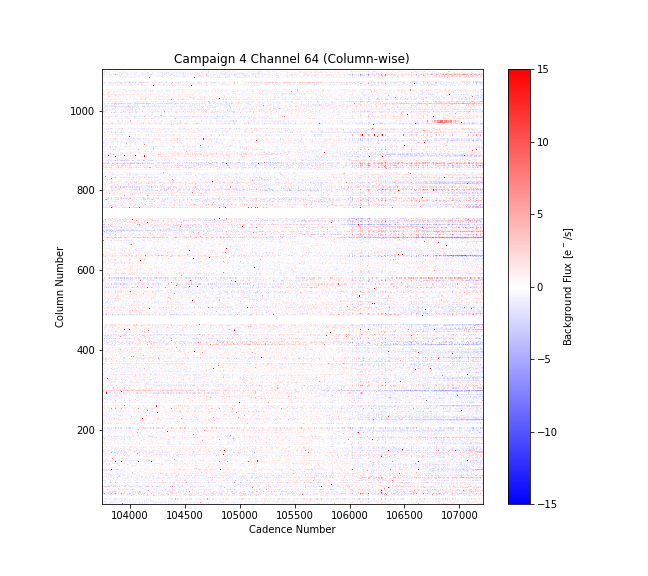 Campaign 4 Channel 64 (Column-wise)
Column Number
1000
800
600
400
200
104000 104500 105000 105500 106000 106500 107000
Cadence Number
15
10
5
0
−5
−10
−15
Background Flux [e⁻/s]